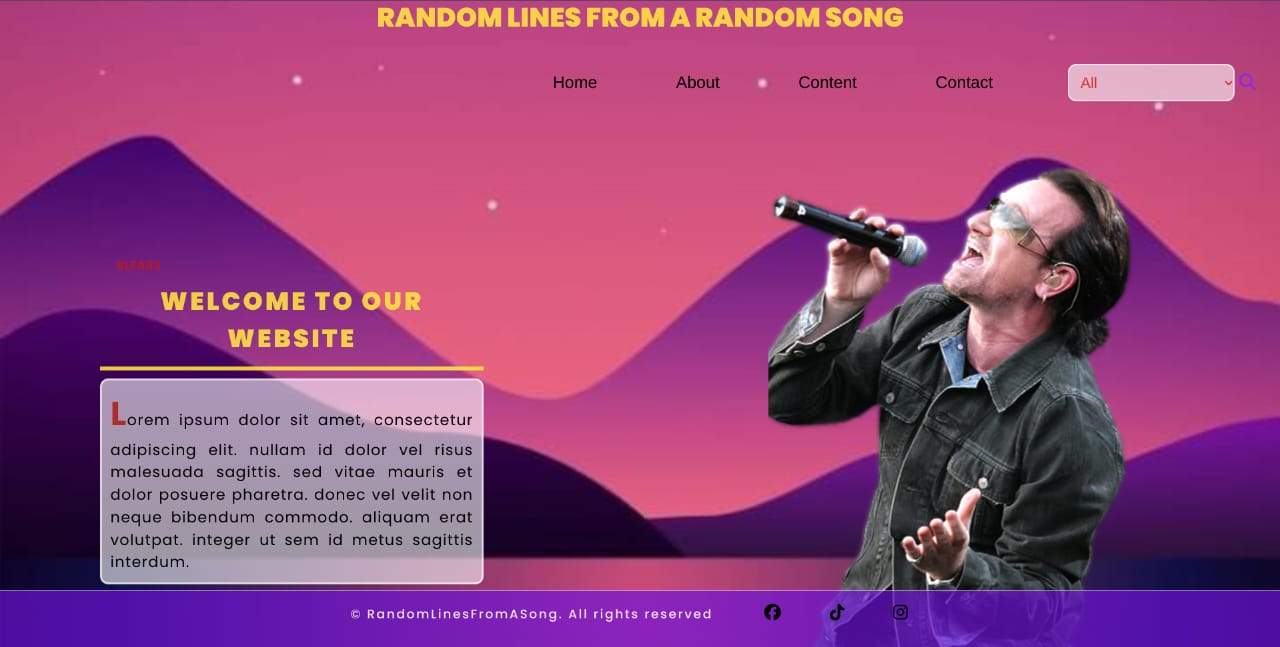 RANDOM LINES FROM A RANDOM SONG
Home About Content Contact All
WELCOME TO OUR
WEBSITE
Lorem ipsum dolor sit amet, consectetur
adipiscing elit. nullam id dolor vel risus
malesuada sagittis. sed vitae mauris et
dolor posuere pharetra. donec vel velit non
neque bibendum commodo. aliquam erat
volutpat. integer ut sem id metus sagittis
interdum.
© RandomLinesFromASong. All rights reserved